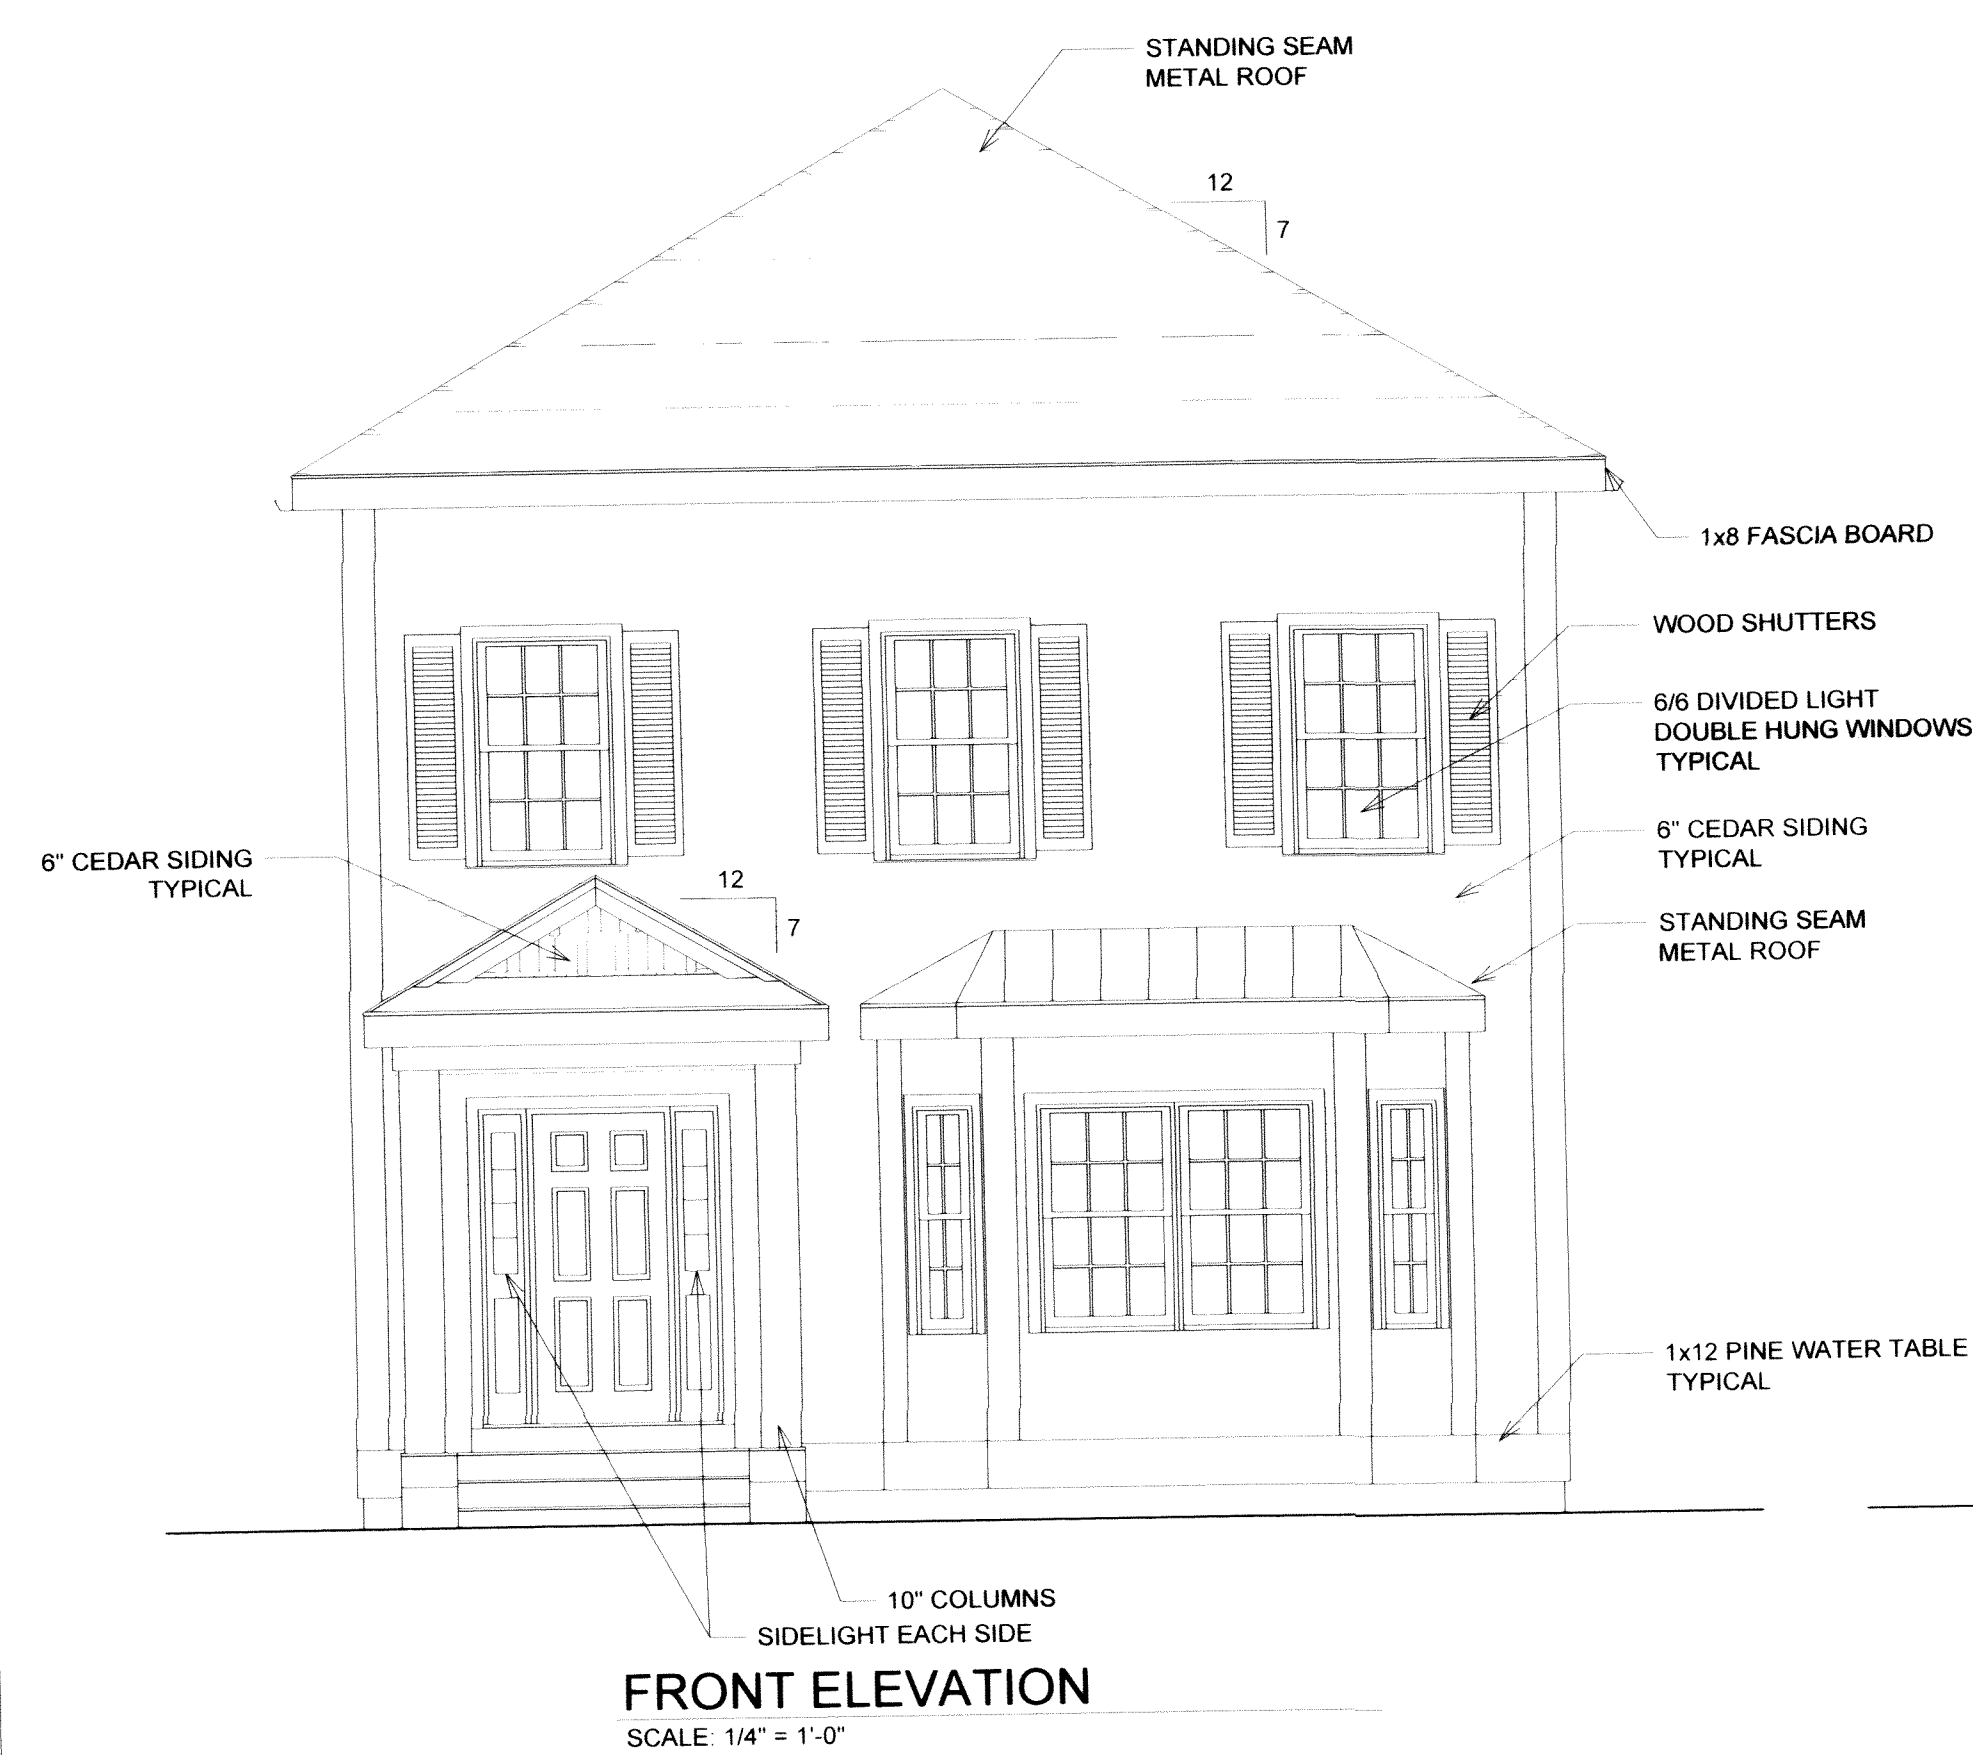 STANDING SEAM
METAL ROOF
12
7
1x8 FASCIA BOARD
WOOD SHUTTERS
6/6 DIVIDED LIGHT
DOUBLE HUNG WINDOWS
TYPICAL
6" CEDAR SIDING
TYPICAL
6" CEDAR SIDING
TYPICAL
12
7
STANDING SEAM
METAL ROOF
1x12 PINE WATER TABLE
TYPICAL
10" COLUMNS
SIDELIGHT EACH SIDE
FRONT ELEVATION
SCALE: 1/4" = 1'-0"